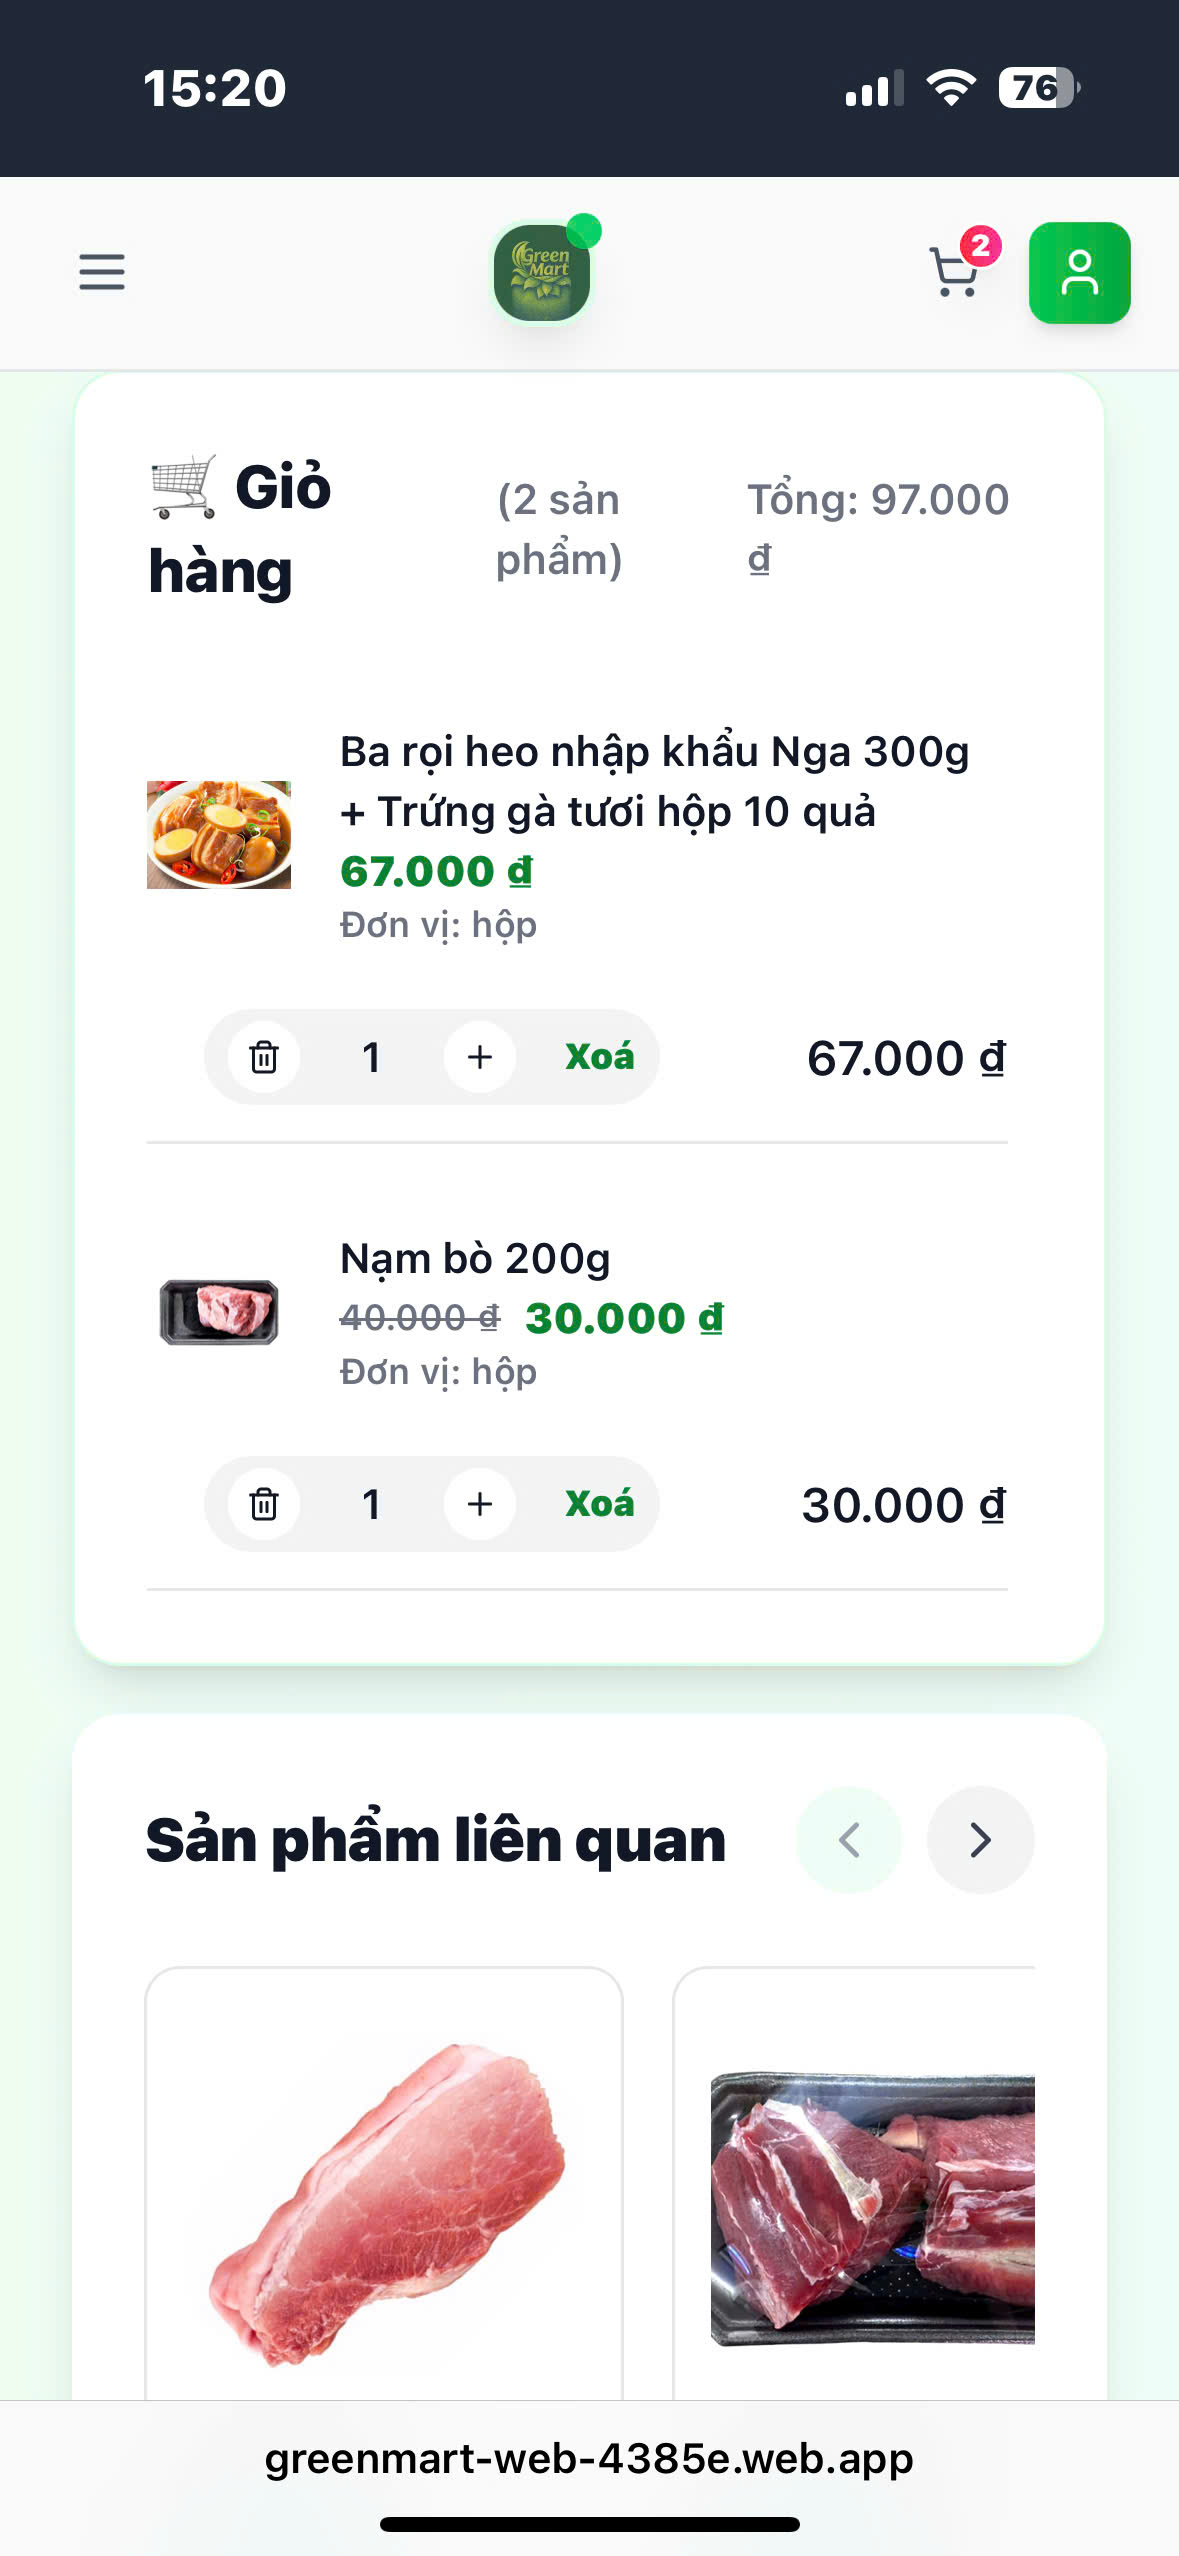 15:20
76
Green
Mart
2
Giỏ
hàng
(2 sản
phẩm)
Tổng: 97.000
₫
Ba rọi heo nhập khẩu Nga 300g
+ Trứng gà tươi hộp 10 quả
67.000 ₫
Đơn vị: hộp
1
Xoá
67.000 ₫
Nạm bò 200g
40.000 ₫ 30.000 ₫
Đơn vị: hộp
1
Xoá
30.000 ₫
Sản phẩm liên quan
greenmart-web-4385e.web.app